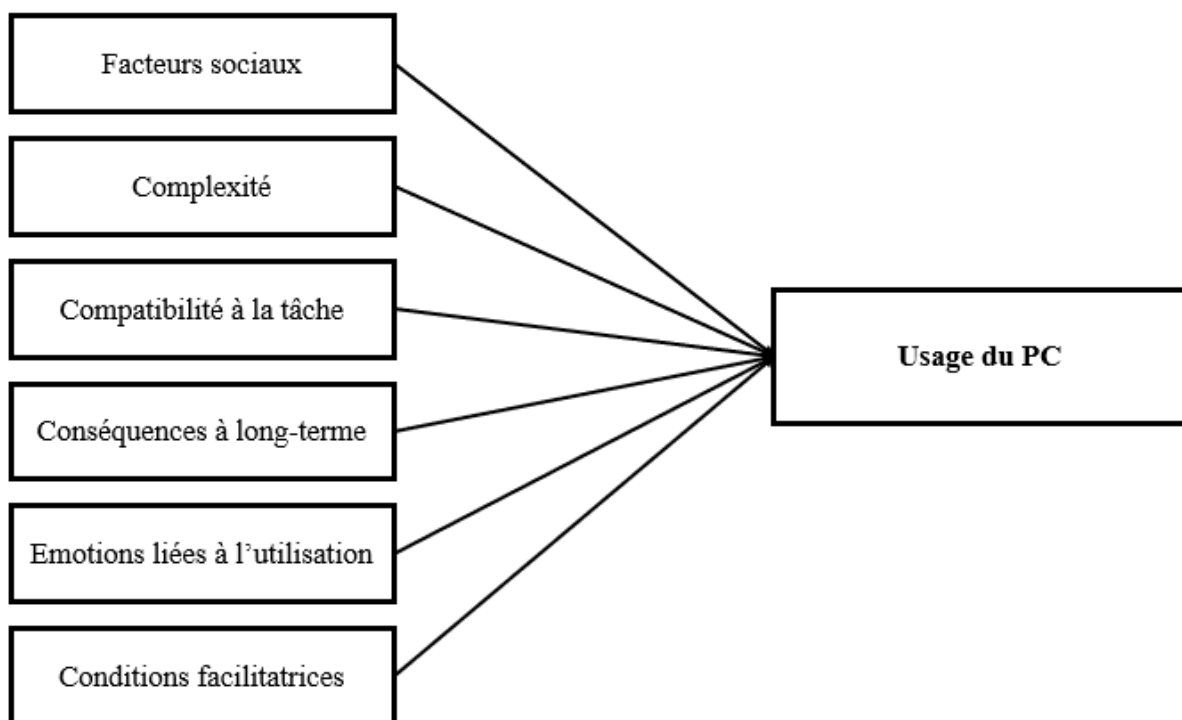 Facteurs sociaux
Complexité
Compatibilité à la tâche
Conséquences à long-terme
Emotions liées à l’utilisation
Conditions facilitatrices
Usage du PC